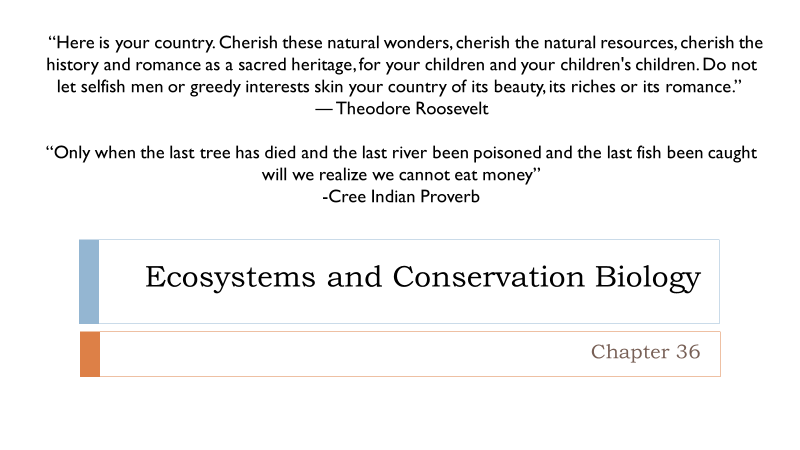 “Here is your country. Cherish these natural wonders, cherish the natural resources, cherish the
history and romance as a sacred heritage, for your children and your children's children. Do not
let selfish men or greedy interests skin your country of its beauty, its riches or its romance.”
— Theodore Roosevelt
“Only when the last tree has died and the last river been poisoned and the last fish been caught
will we realize we cannot eat money”
-Cree Indian Proverb
Ecosystems and Conservation Biology
Chapter 36